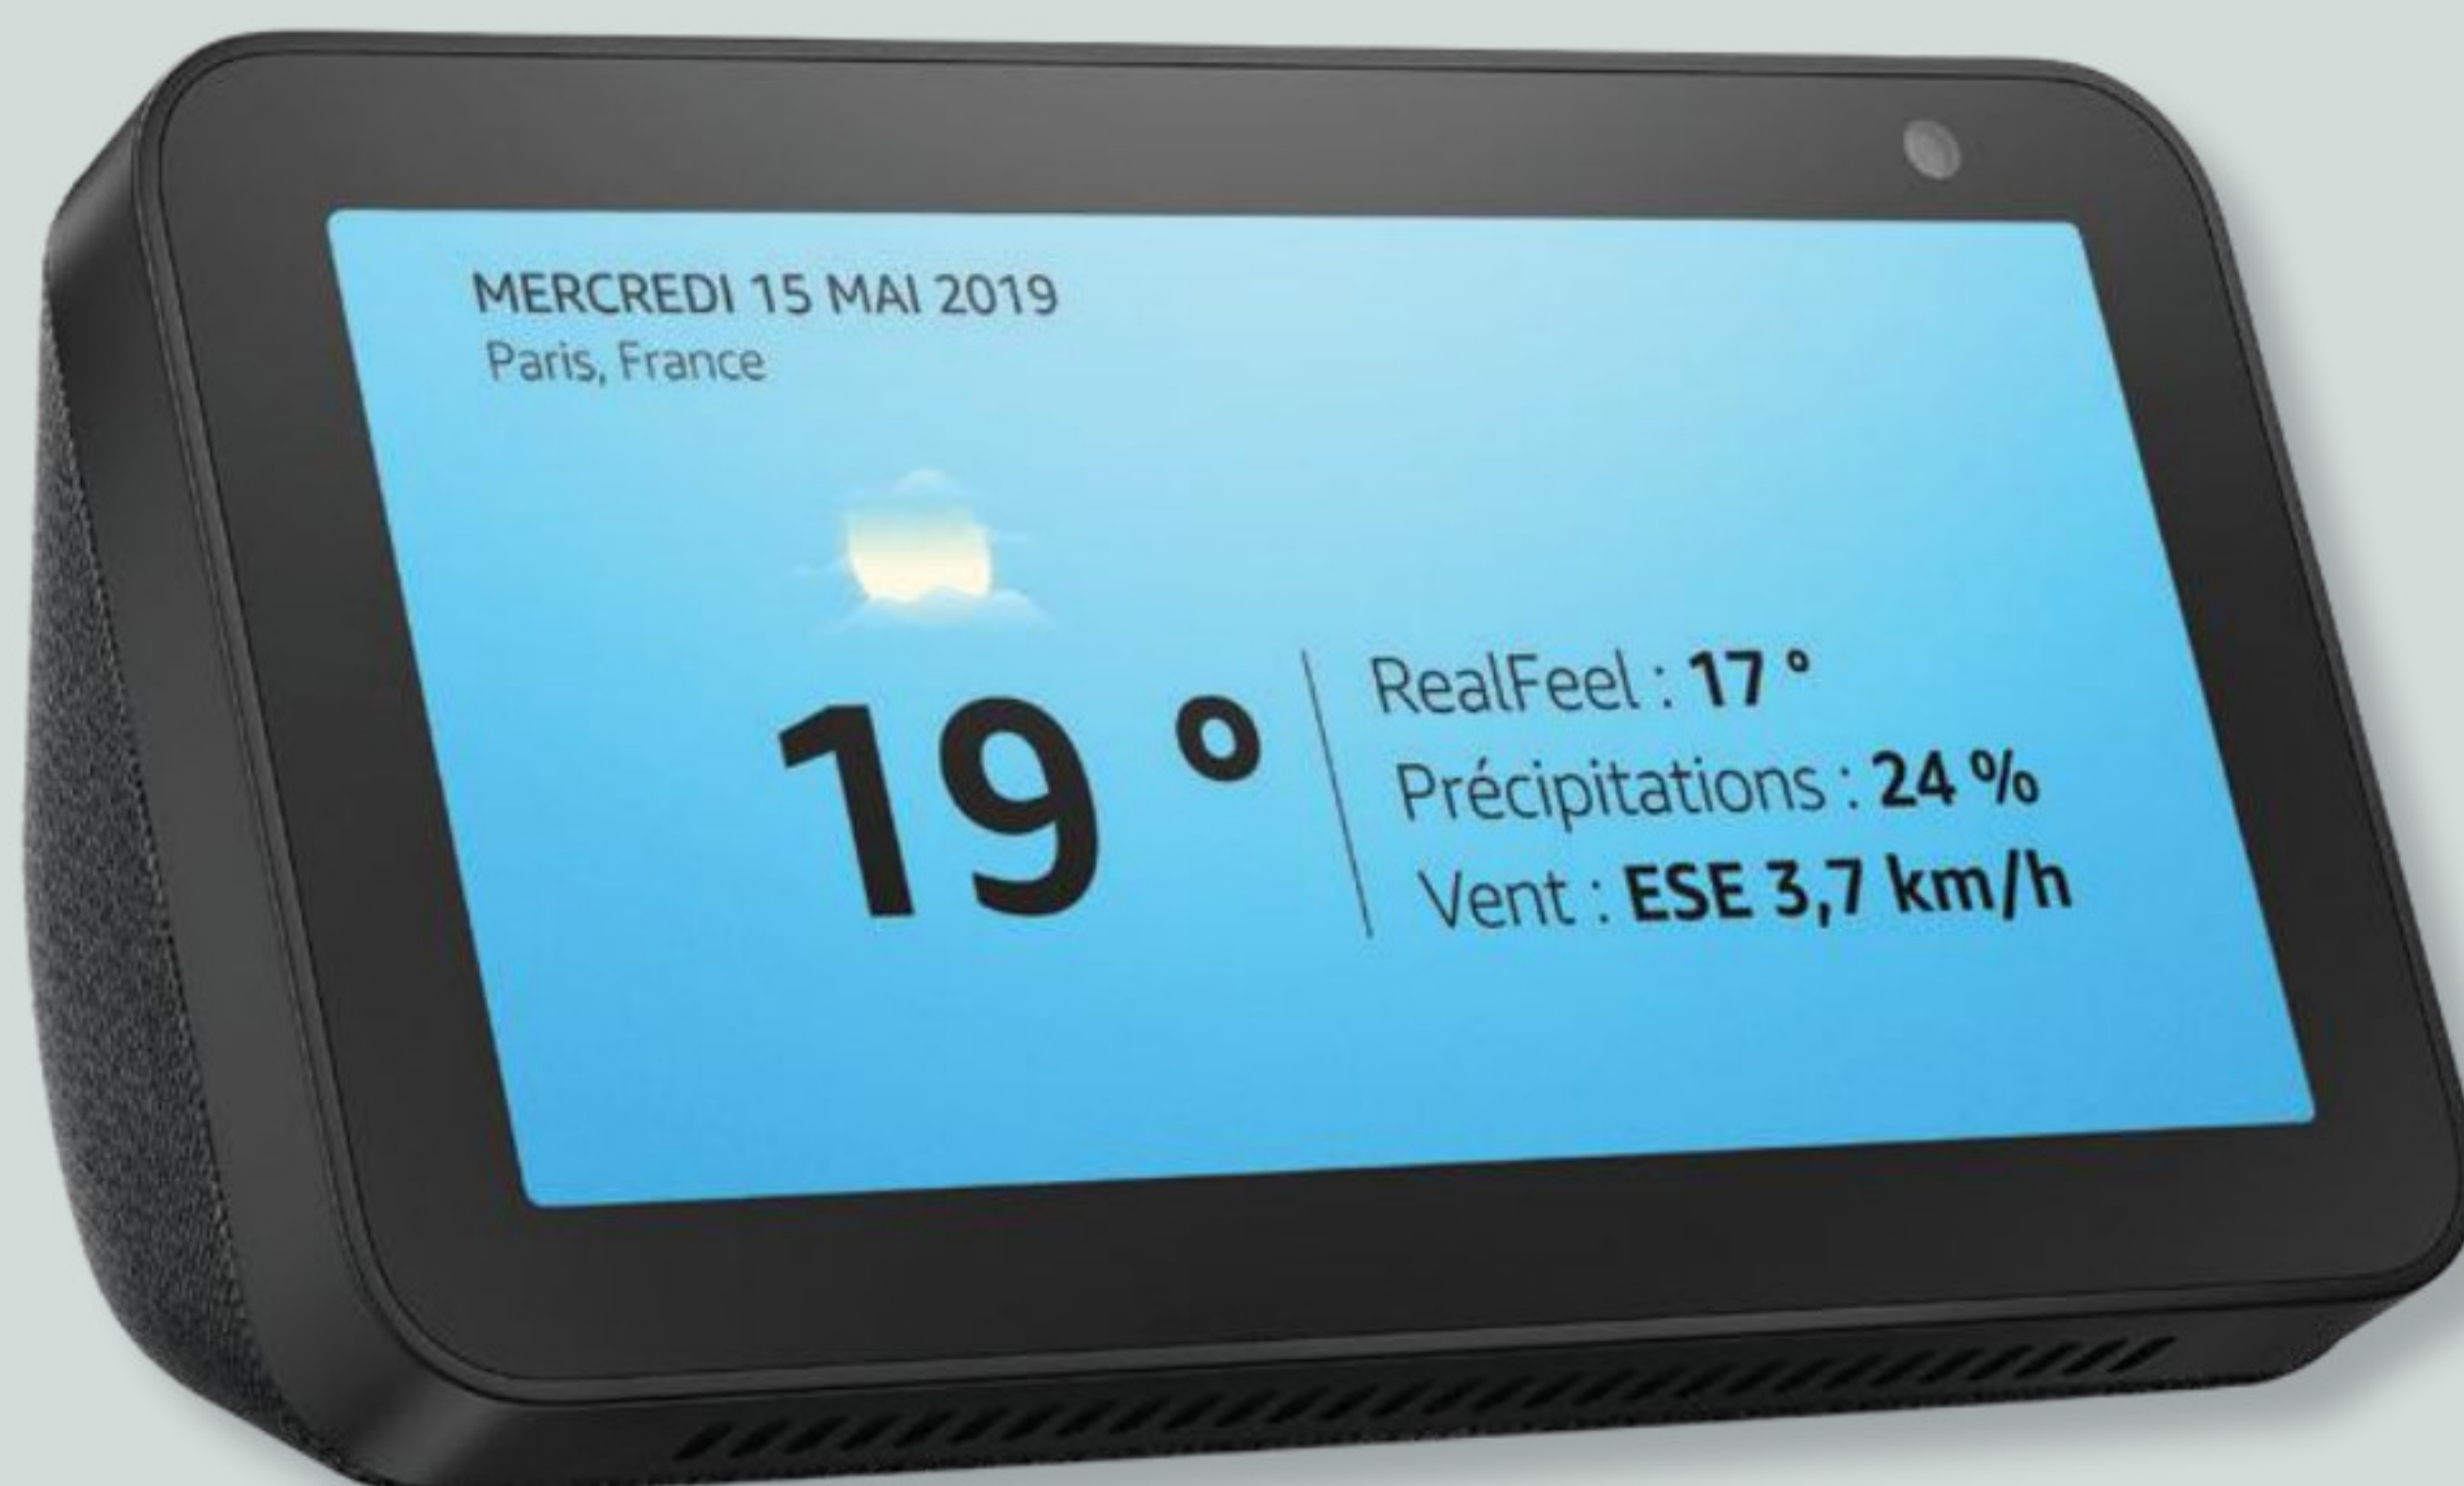 MERCREDI 15 MAI 2019
Paris, France
19 °
RealFeel : 17 °
Précipitations : 24 %
Vent : ESE 3,7 km/h